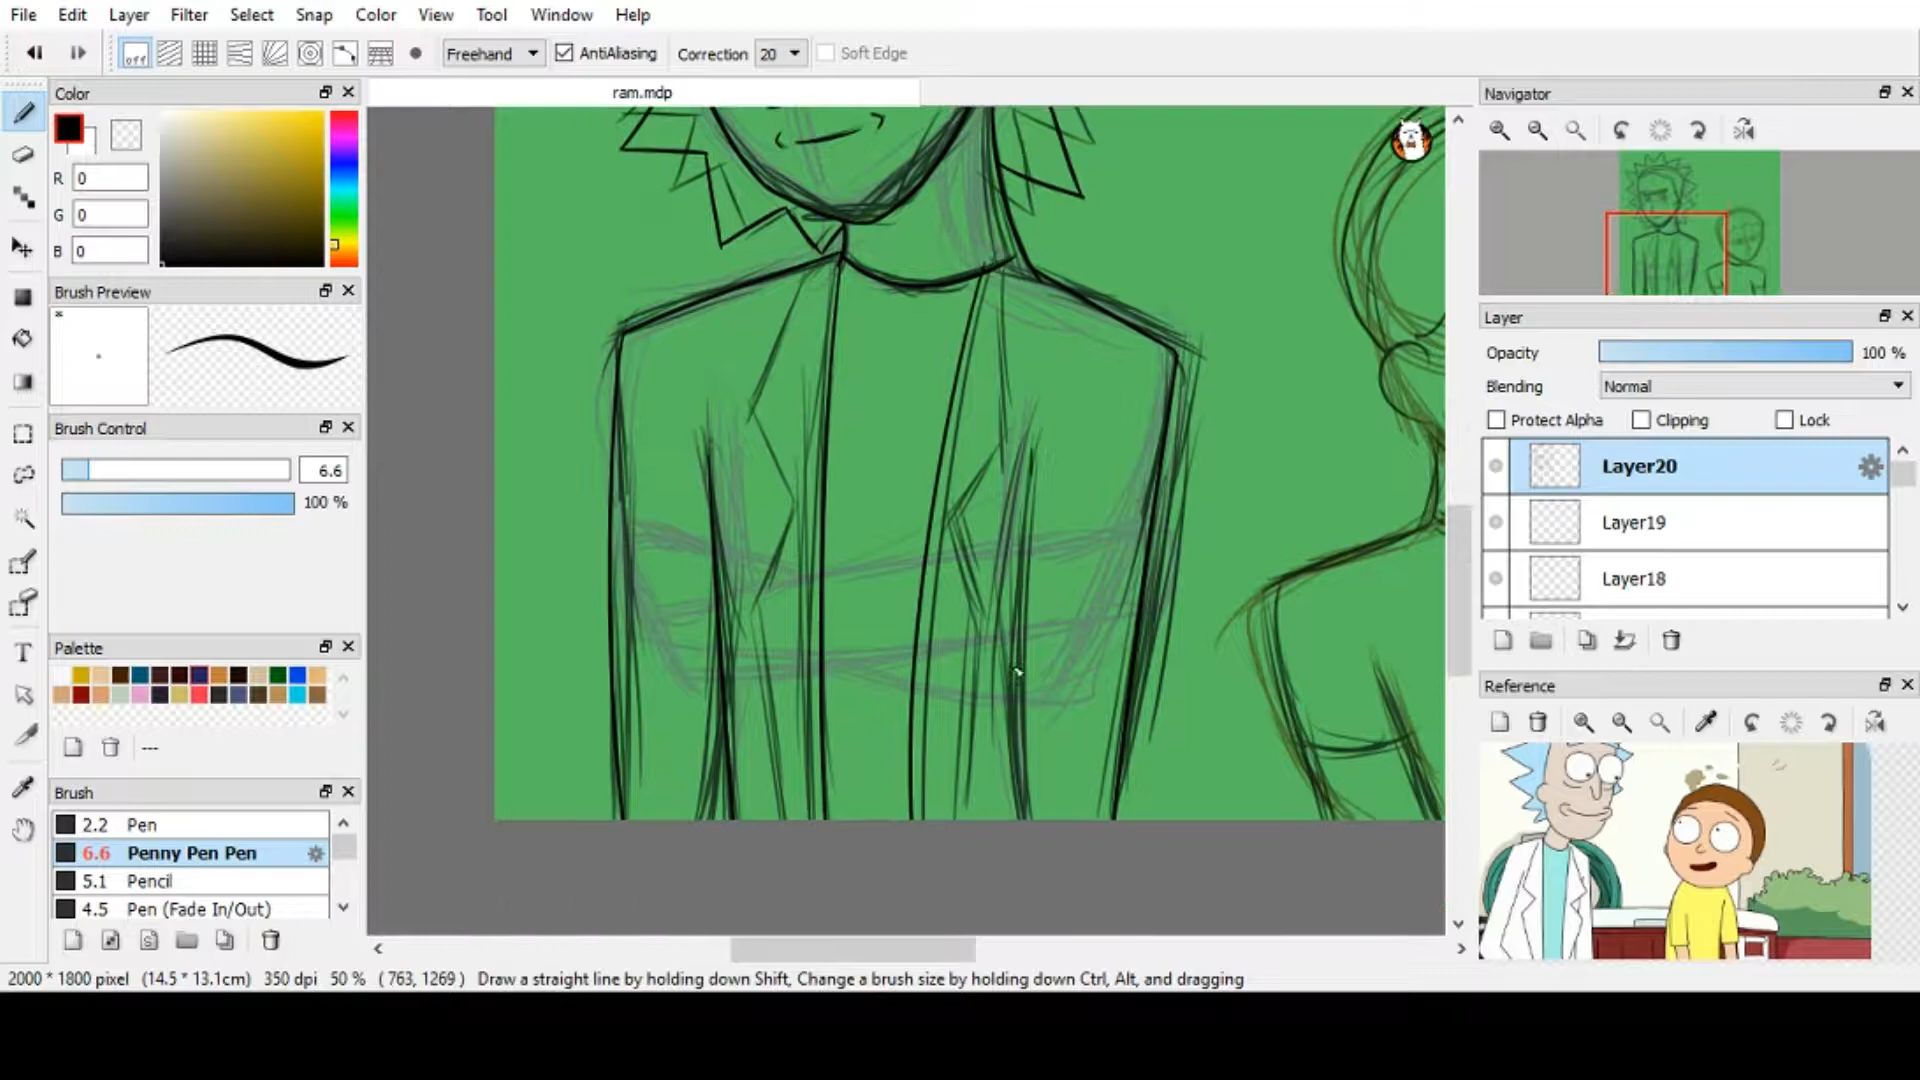 File Edit Layer Filter Select Snap Color View Tool Window Help
off Freehand AntiAliasing Correction 20 Soft Edge
Color
ram.mdp
Navigator
R 0
G 0
B 0
Brush Preview
*
Layer
Opacity 100 %
Blending Normal
Protect Alpha Clipping Lock
Brush Control
6.6
100 %
Layer20
Layer19
Layer18
Palette
---
Reference
Brush
2.2 Pen
6.6 Penny Pen Pen
5.1 Pencil
4.5 Pen (Fade In/Out)
T
S
2000 * 1800 pixel (14.5 * 13.1cm) 350 dpi 50 % ( 763, 1269 ) Draw a straight line by holding down Shift, Change a brush size by holding down Ctrl, Alt, and dragging